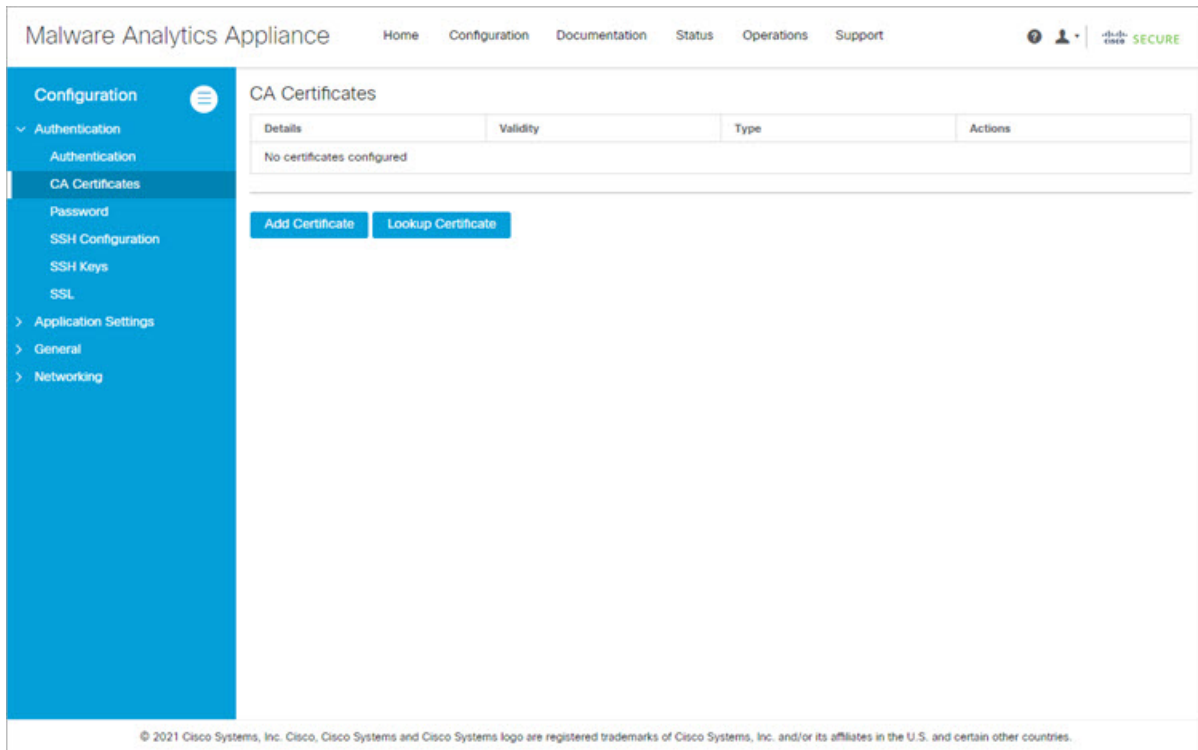 Malware Analytics Appliance Home Configuration Documentation Status Operations Support cisco SECURE
Configuration
Authentication
Authentication
CA Certificates
Password
SSH Configuration
SSH Keys
SSL
Application Settings
General
Networking
CA Certificates
Details Validity Type Actions
No certificates configured
Add Certificate Lookup Certificate
© 2021 Cisco Systems, Inc. Cisco, Cisco Systems and Cisco Systems logo are registered trademarks of Cisco Systems, Inc. and/or its affiliates in the U.S. and certain other countries.